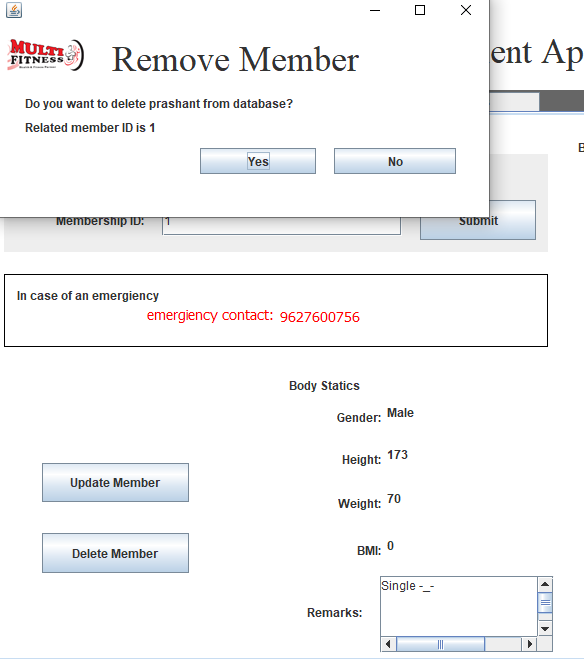 MULTI
FITNESS
Remove Member
ent Ap
Do you want to delete prashant from database?
Related member ID is 1
Yes
No
B
Membership ID:
1
Submit
In case of an emergiency
emergiency contact: 9627600756
Body Statics
Gender: Male
Height: 173
Update Member
Weight: 70
Delete Member
BMI: 0
Remarks:
Single -_-